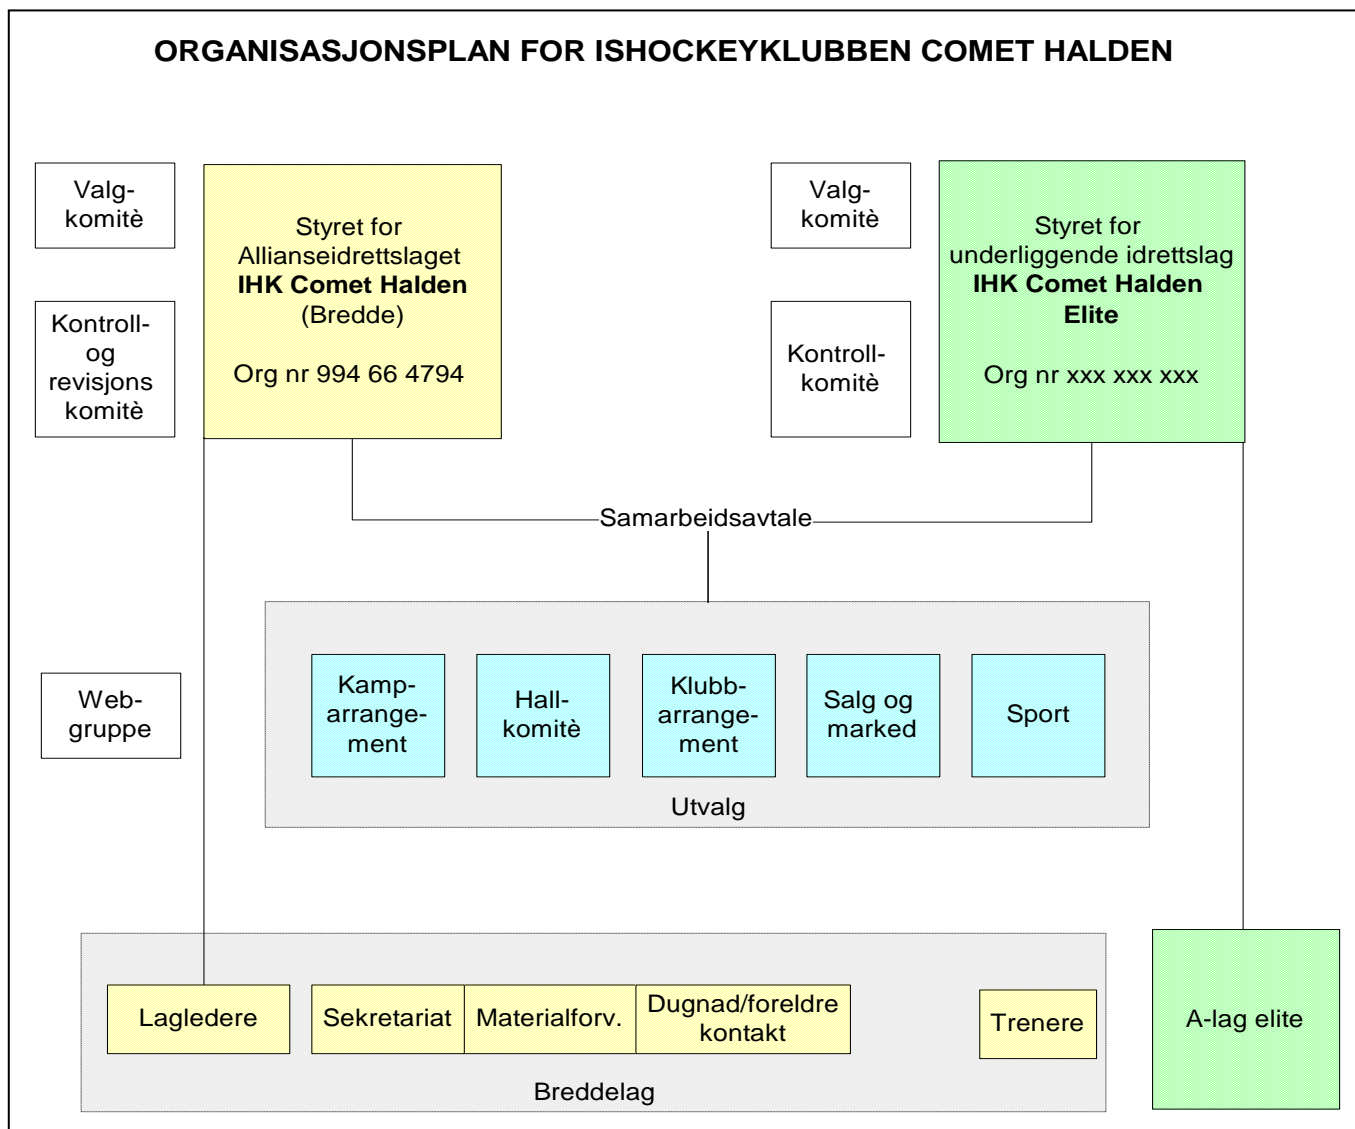 ORGANISASJONSPLAN FOR ISHOCKEYKLUBBEN COMET HALDEN
Valg-
komitè
Styret for
Allianseidrettslaget
IHK Comet Halden
(Bredde)
Org nr 994 66 4794
Kontroll-
og
revisjons
komitè
Valg-
komitè
Styret for
underliggende idrettslag
IHK Comet Halden
Elite
Org nr xxx xxx xxx
Kontroll-
komitè
Samarbeidsavtale
Web-
gruppe
Kamp-
arrange-
ment
Hall-
komitè
Klubb-
arrange-
ment
Salg og
marked
Sport
Utvalg
Lagledere
Sekretariat
Materialforv.
Dugnad/foreldre
kontakt
Trenere
A-lag elite
Breddelag